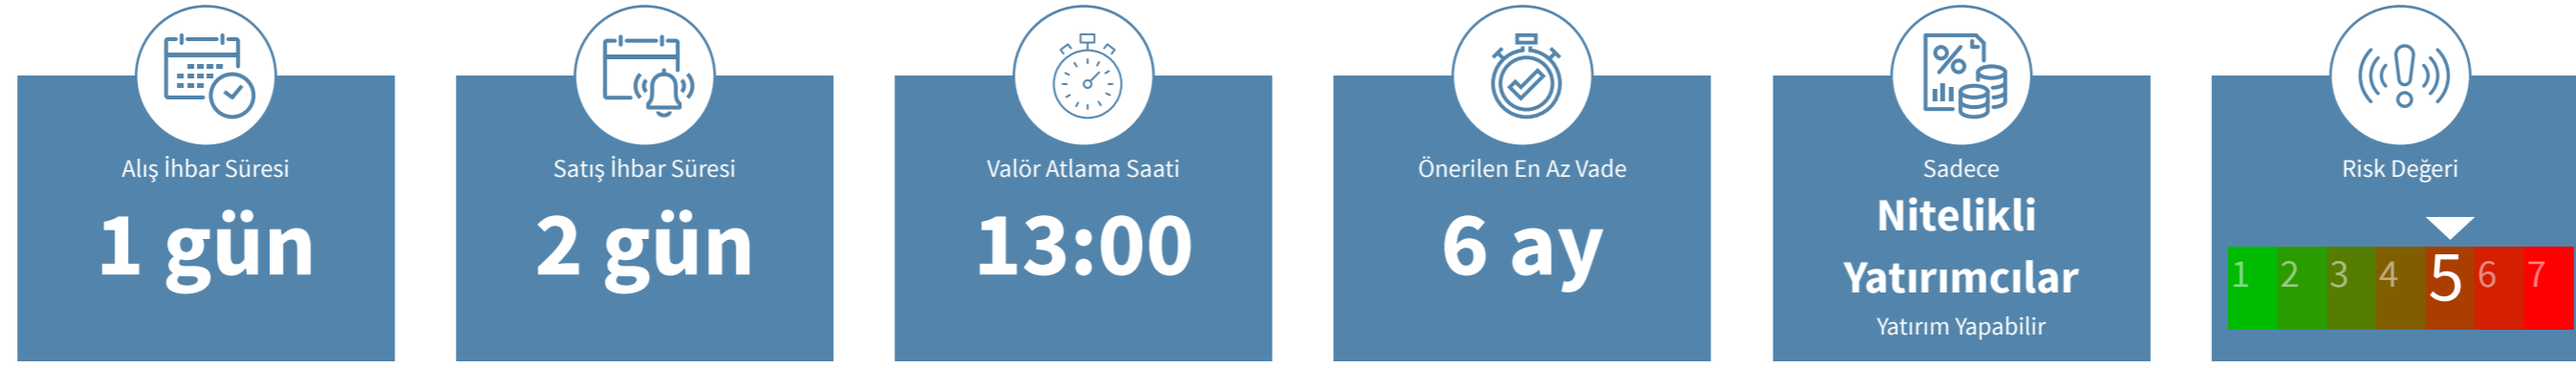 Alış İhbar Süresi
1 gün
Satış İhbar Süresi
2 gün
Valör Atlama Saati
13:00
Önerilen En Az Vade
6 ay
Sadece
Nitelikli
Yatırımcılar
Yatırım Yapabilir
Risk Değeri
1 2 3 4 5 6 7